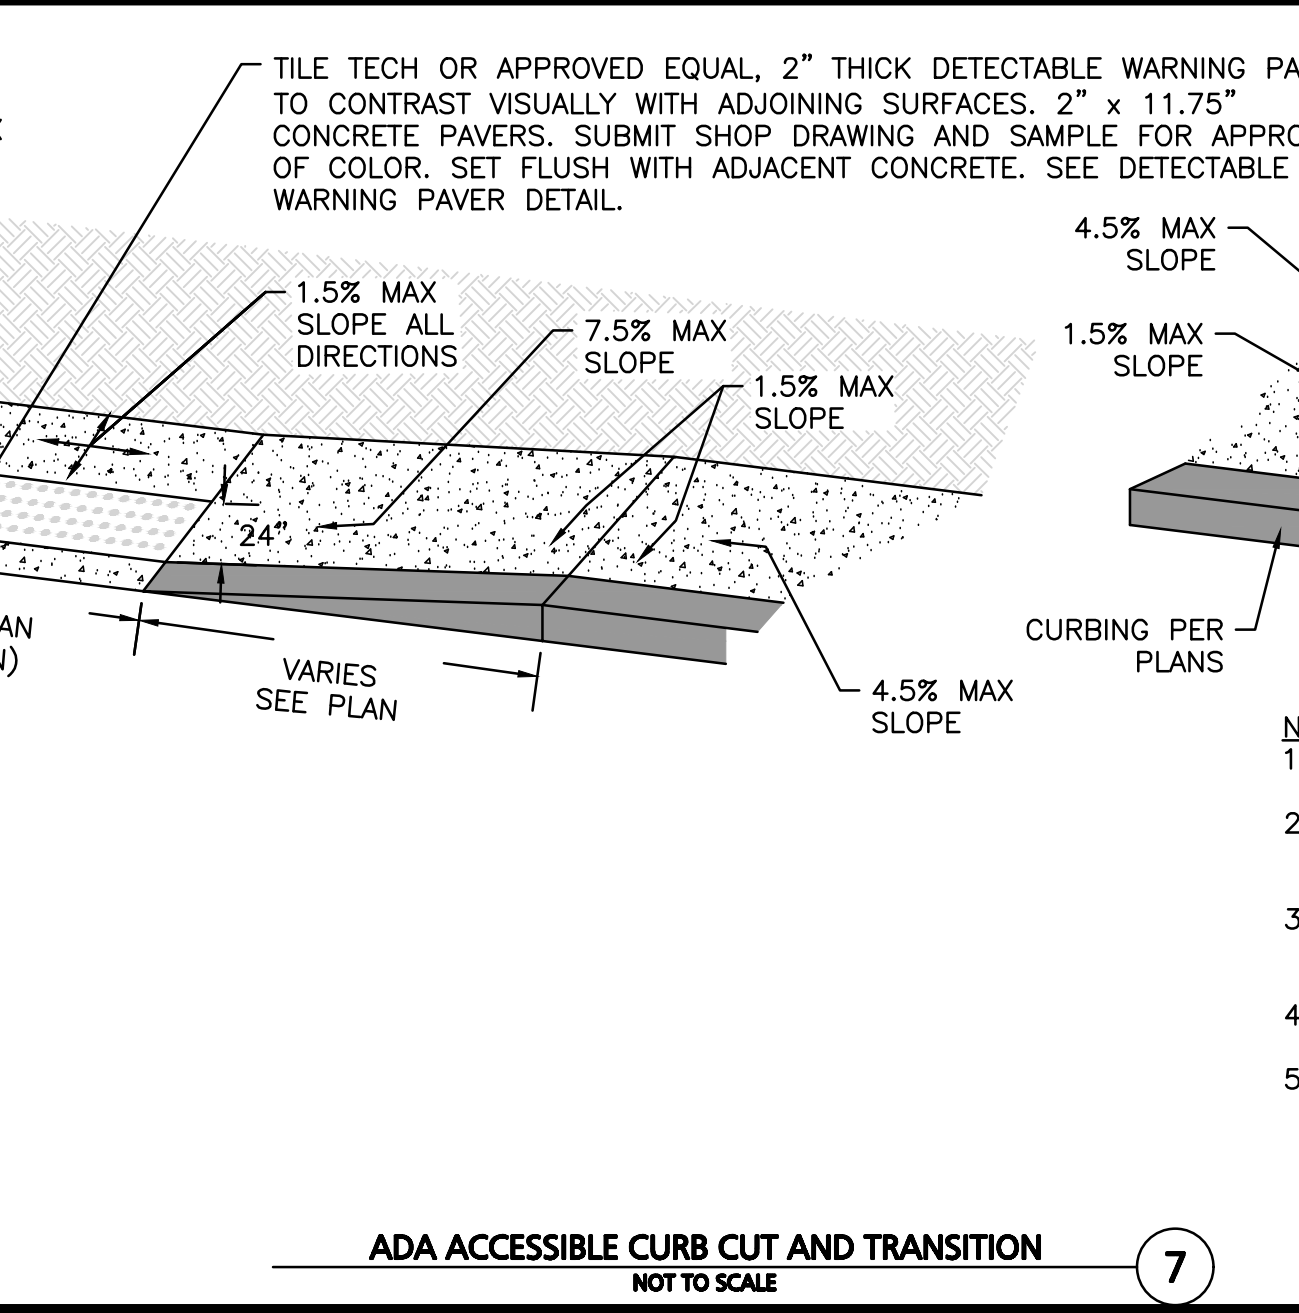 TILE TECH OR APPROVED EQUAL, 2” THICK DETECTABLE WARNING
TO CONTRAST VISUALLY WITH ADJOINING SURFACES. 2” x 11.75”
CONCRETE PAVERS. SUBMIT SHOP DRAWING AND SAMPLE FOR
OF COLOR. SET FLUSH WITH ADJACENT CONCRETE. SEE DETECTABLE
WARNING PAVER DETAIL.
4.5% MAX
SLOPE
1.5% MAX
SLOPE ALL
DIRECTIONS
7.5% MAX
SLOPE
1.5% MAX
SLOPE
1.5% MAX
SLOPE
24”
CURBING PER
PLANS
VARIES
SEE PLAN
4.5% MAX
SLOPE
1
2
3
4
5
ADA ACCESSIBLE CURB CUT AND TRANSITION
NOT TO SCALE
7